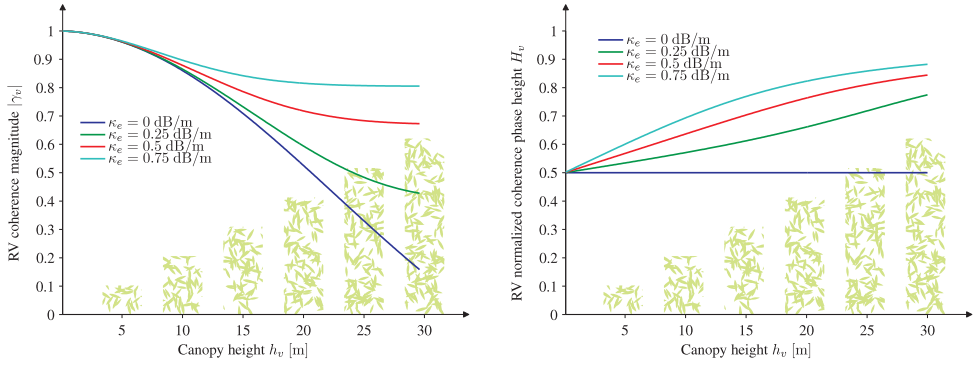 RV coherence magnitude |γᵥ|
1
0.9
0.8
0.7
0.6
0.5
0.4
0.3
0.2
0.1
0
κₑ = 0 dB/m
κₑ = 0.25 dB/m
κₑ = 0.5 dB/m
κₑ = 0.75 dB/m
5 10 15 20 25 30
Canopy height hᵥ [m]
RV normalized coherence phase height Hᵥ
1
0.9
0.8
0.7
0.6
0.5
0.4
0.3
0.2
0.1
0
κₑ = 0 dB/m
κₑ = 0.25 dB/m
κₑ = 0.5 dB/m
κₑ = 0.75 dB/m
5 10 15 20 25 30
Canopy height hᵥ [m]